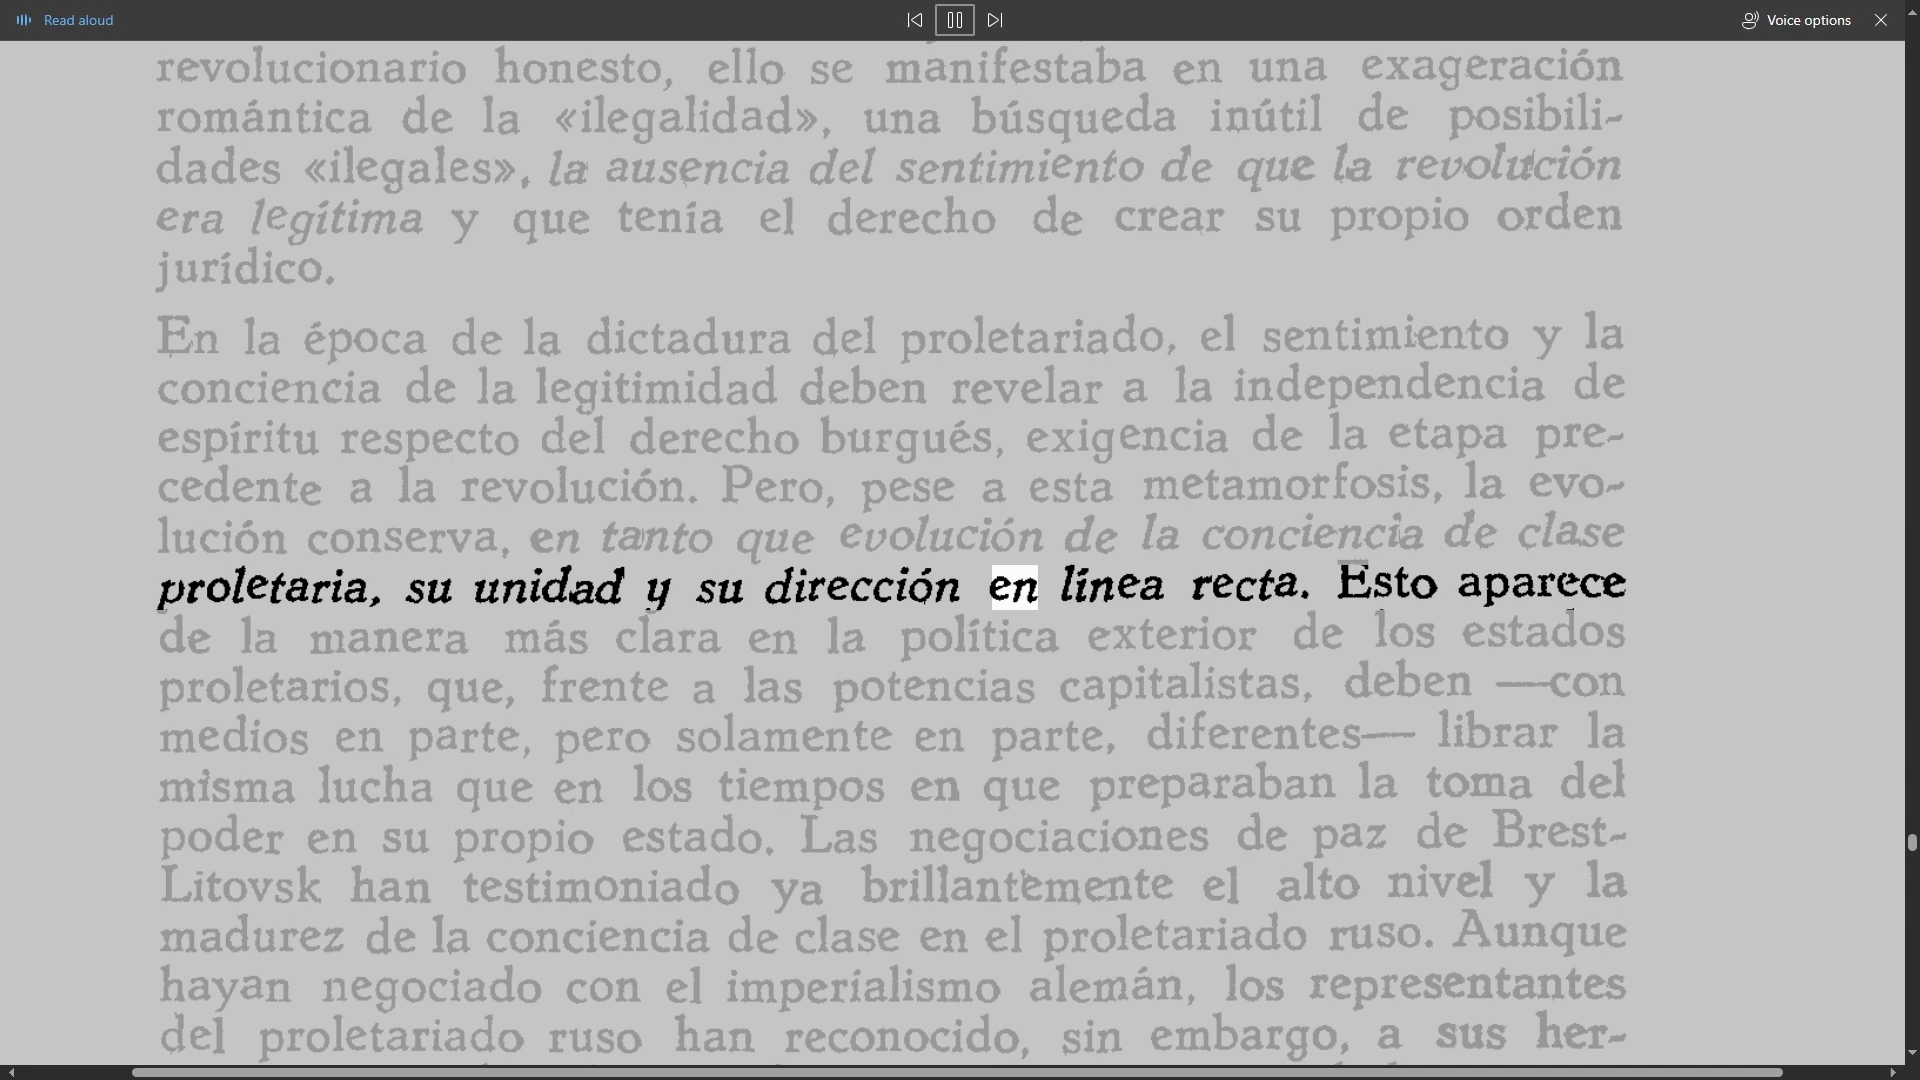 Read aloud
Voice options
revolucionario honesto, ello se manifestaba en una exageración
romántica de la «ilegalidad», una búsqueda inútil de posibili-
dades «ilegales», la ausencia del sentimiento de que la revolución
era legítima y que tenía el derecho de crear su propio orden
jurídico.
En la época de la dictadura del proletariado, el sentimiento y la
conciencia de la legitimidad deben revelar a la independencia de
espíritu respecto del derecho burgués, exigencia de la etapa pre-
cedente a la revolución. Pero, pese a esta metamorfosis, la evo-
lución conserva, en tanto que evolución de la conciencia de clase
proletaria, su unidad y su dirección en línea recta. Esto aparece
de la manera más clara en la política exterior de los estados
proletarios, que, frente a las potencias capitalistas, deben —con
medios en parte, pero solamente en parte, diferentes— librar la
misma lucha que en los tiempos en que preparaban la toma del
poder en su propio estado. Las negociaciones de paz de Brest-
Litovsk han testimoniado ya brillantemente el alto nivel y la
madurez de la conciencia de clase en el proletariado ruso. Aunque
hayan negociado con el imperialismo alemán, los representantes
del proletariado ruso han reconocido, sin embargo, a sus her-